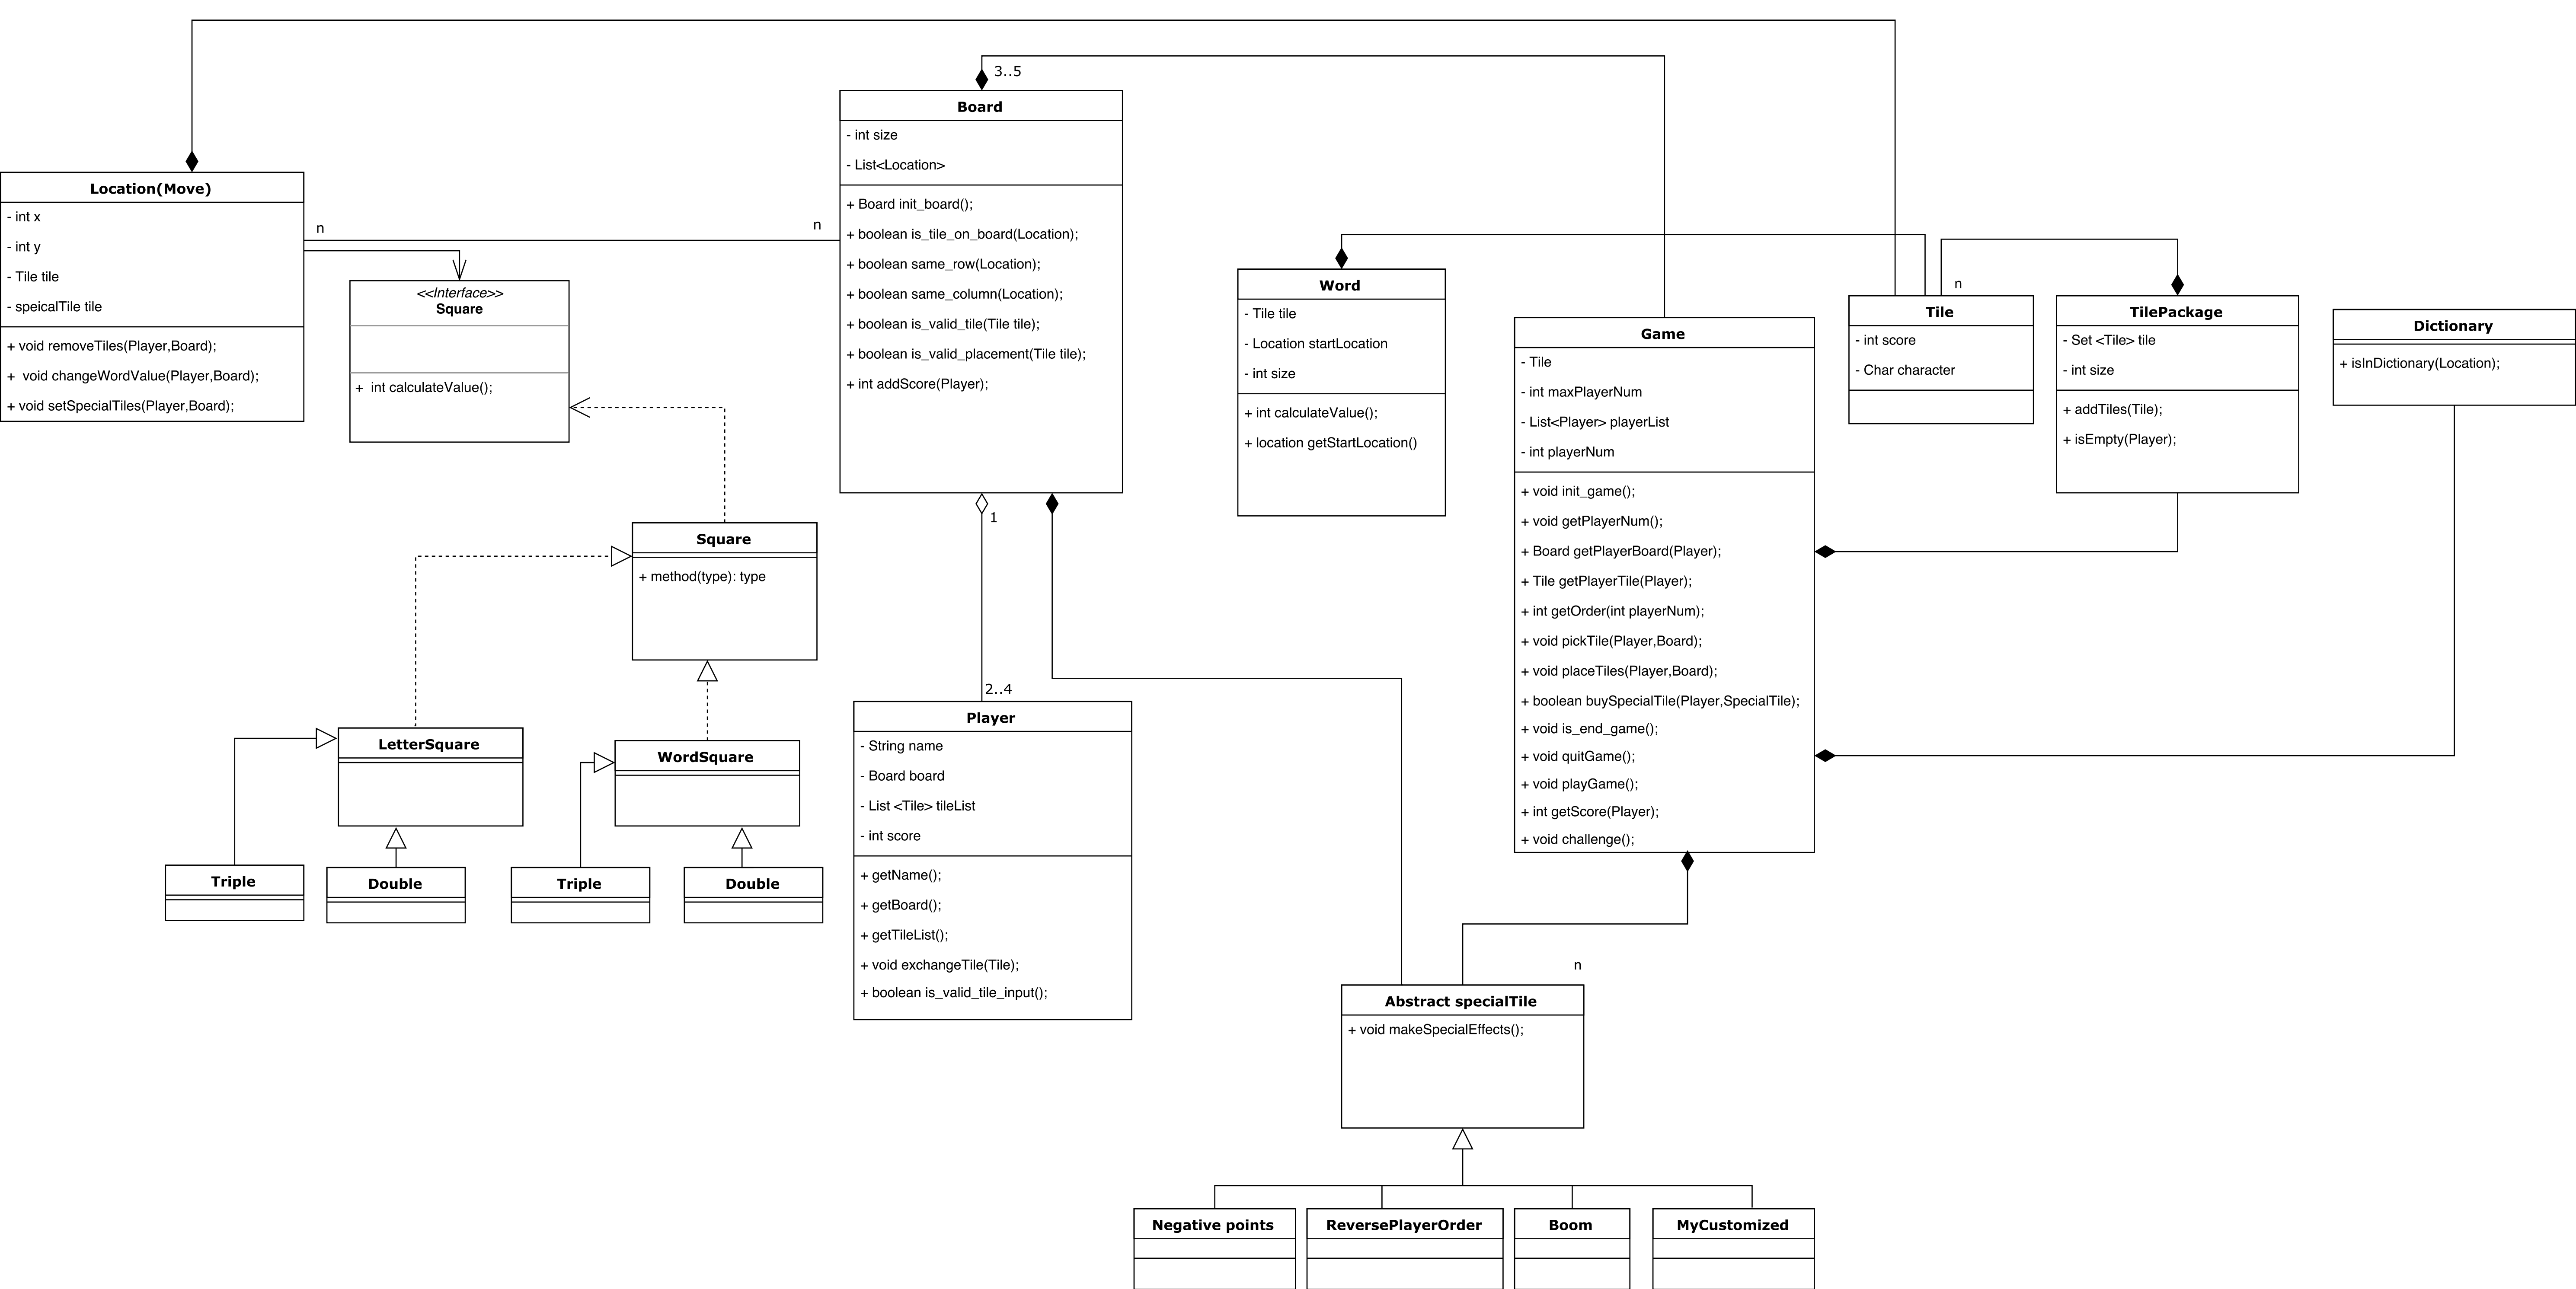 3..5
Board
- int size
- List<Location>
+ Board init_board();
+ boolean is_tile_on_board(Location);
+ boolean same_row(Location);
+ boolean same_column(Location);
+ boolean is_valid_tile(Tile tile);
+ boolean is_valid_placement(Tile tile);
+ int addScore(Player);
Location(Move)
- int x
- int y
- Tile tile
- speicalTile tile
+ void removeTiles(Player,Board);
+  void changeWordValue(Player,Board);
+ void setSpecialTiles(Player,Board);
n
n
<<Interface>>
Square
+  int calculateValue();
Word
- Tile tile
- Location startLocation
- int size
+ int calculateValue();
+ location getStartLocation()
Game
- Tile
- int maxPlayerNum
- List<Player> playerList
- int playerNum
+ void init_game();
+ void getPlayerNum();
+ Board getPlayerBoard(Player);
+ Tile getPlayerTile(Player);
+ int getOrder(int playerNum);
+ void pickTile(Player,Board);
+ void placeTiles(Player,Board);
+ boolean buySpecialTile(Player,SpecialTile);
+ void is_end_game();
+ void quitGame();
+ void playGame();
+ int getScore(Player);
+ void challenge();
n
Tile
- int score
- Char character
TilePackage
- Set <Tile> tile
- int size
+ addTiles(Tile);
+ isEmpty(Player);
Dictionary
+ isInDictionary(Location);
Square
+ method(type): type
1
2..4
Player
- String name
- Board board
- List <Tile> tileList
- int score
+ getName();
+ getBoard();
+ getTileList();
+ void exchangeTile(Tile);
+ boolean is_valid_tile_input();
LetterSquare
WordSquare
Triple
Double
Triple
Double
n
Abstract specialTile
+ void makeSpecialEffects();
Negative points
ReversePlayerOrder
Boom
MyCustomized